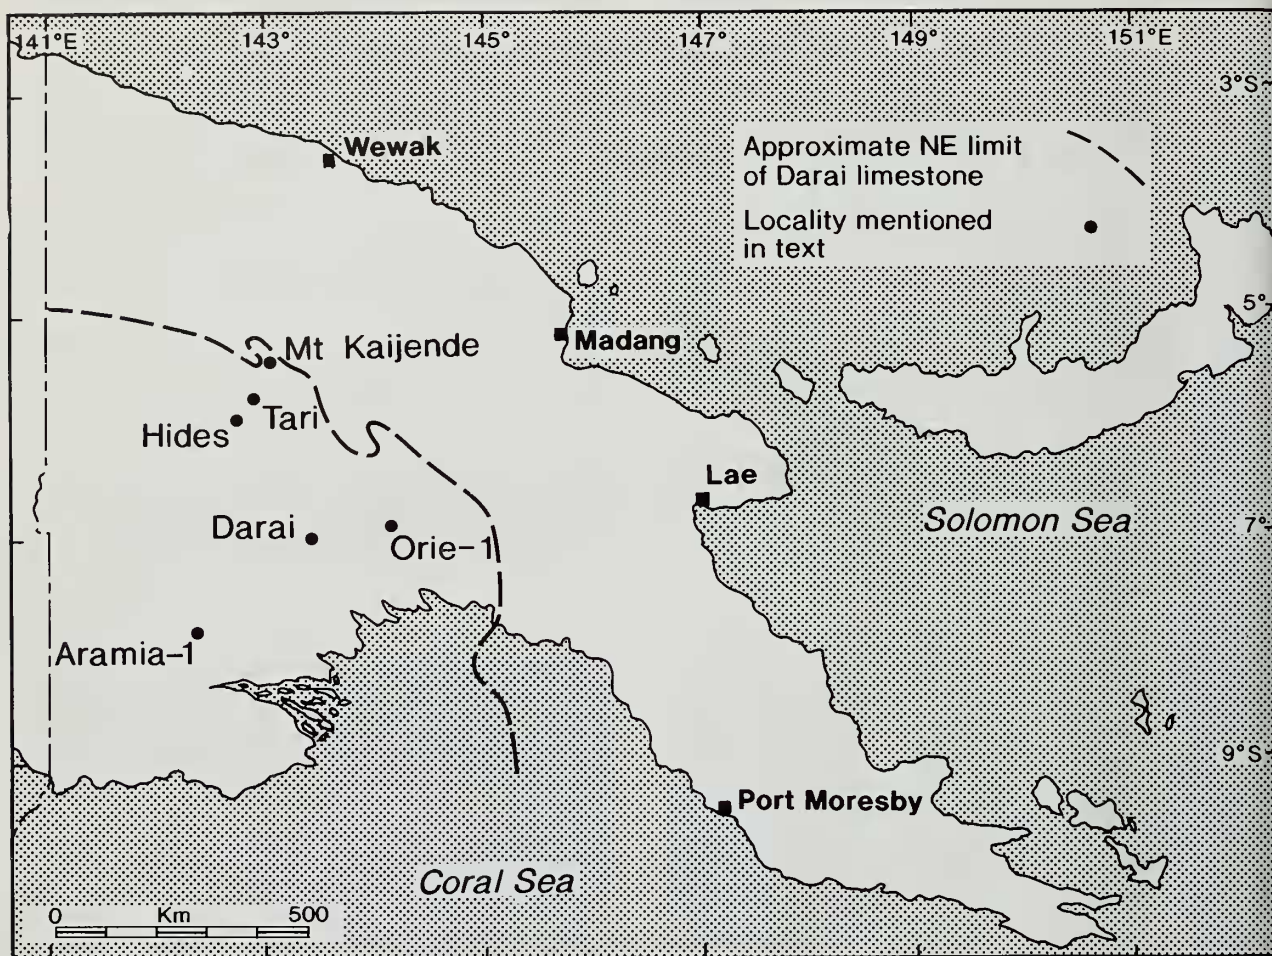 141°E
143°
145°
147°
149°
151°E
3°S
Wewak
Approximate NE limit
of Darai limestone
Locality mentioned
in text
5°
Mt Kaijende
Madang
Tari
Hides
Lae
Solomon Sea
7°
Darai
Orie-1
Aramia-1
9°S
Port Moresby
Coral Sea
0 Km 500